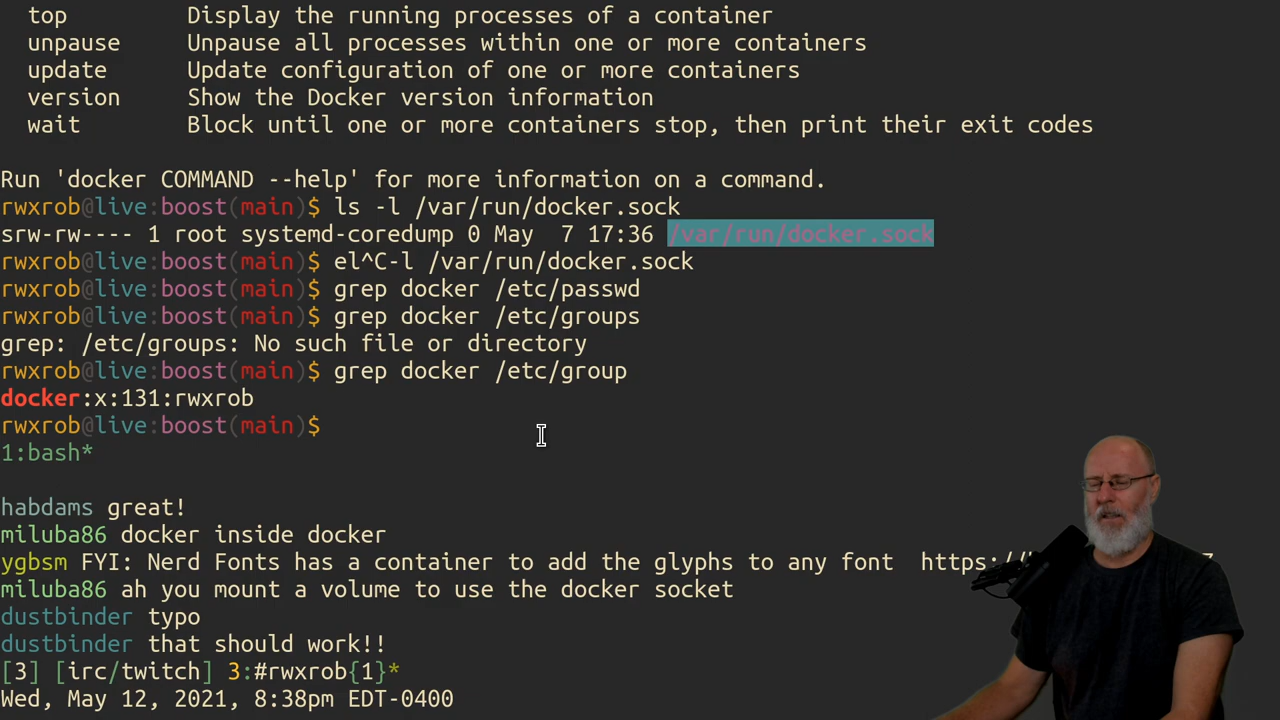 top Display the running processes of a container
unpause Unpause all processes within one or more containers
update Update configuration of one or more containers
version Show the Docker version information
wait Block until one or more containers stop, then print their exit codes
Run 'docker COMMAND --help' for more information on a command.
rwxrob@live:boost(main)$ ls -l /var/run/docker.sock
srw-rw---- 1 root systemd-coredump 0 May  7 17:36 /var/run/docker.sock
rwxrob@live:boost(main)$ el^C-l /var/run/docker.sock
rwxrob@live:boost(main)$ grep docker /etc/passwd
rwxrob@live:boost(main)$ grep docker /etc/groups
grep: /etc/groups: No such file or directory
rwxrob@live:boost(main)$ grep docker /etc/group
docker:x:131:rwxrob
rwxrob@live:boost(main)$
1:bash*
habdams great!
miluba86 docker inside docker
ygbsm FYI: Nerd Fonts has a container to add the glyphs to any font
miluba86 ah you mount a volume to use the docker socket
dustbinder typo
dustbinder that should work!!
[3] [irc/twitch] 3:#rwxrob{1}*
Wed, May 12, 2021, 8:38pm EDT-0400